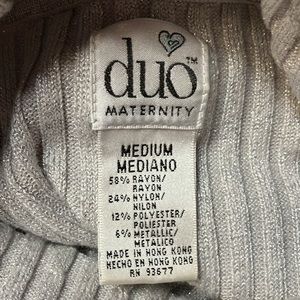 duo™
MATERNITY
MEDIUM
MEDIANO
58% RAYON/
RAYON
24% NYLON/
NILON
12% POLYESTER/
POLIESTER
6% METALLIC/
METALICO
MADE IN HONG KONG
HECHO EN HONG KONG
RN 93677